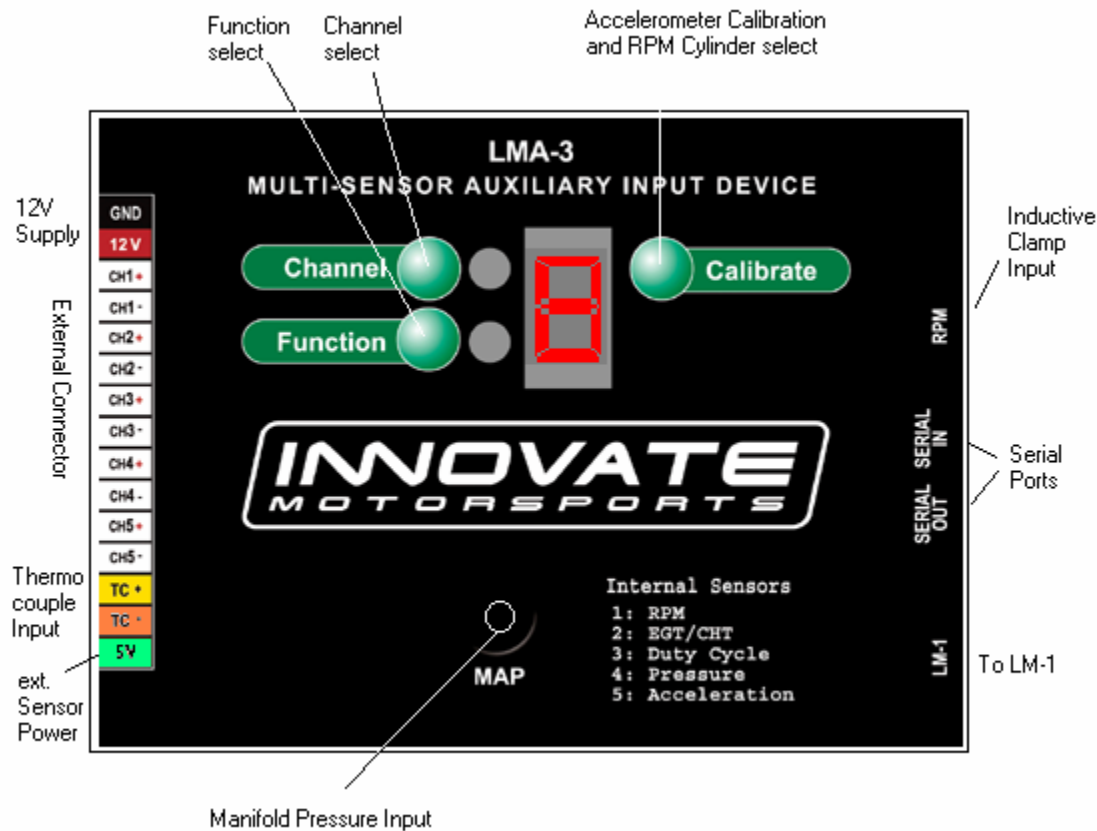 Function
select
Channel
select
Accelerometer Calibration
and RPM Cylinder select
LMA-3
MULTI-SENSOR AUXILIARY INPUT DEVICE
12V
Supply
GND
12 V
CH1+
CH1-
CH2+
CH2-
CH3+
CH3-
CH4+
CH4-
CH5+
CH5-
TC +
TC -
5V
External Connector
Thermo
couple
Input
ext.
Sensor
Power
Channel
Function
8
Calibrate
INNOVATE
MOTORSPORTS
MAP
Internal Sensors
1: RPM
2: EGT/CHT
3: Duty Cycle
4: Pressure
5: Acceleration
RPM
SERIAL
IN
SERIAL
OUT
LM-1
Inductive
Clamp
Input
Serial
Ports
To LM-1
Manifold Pressure Input